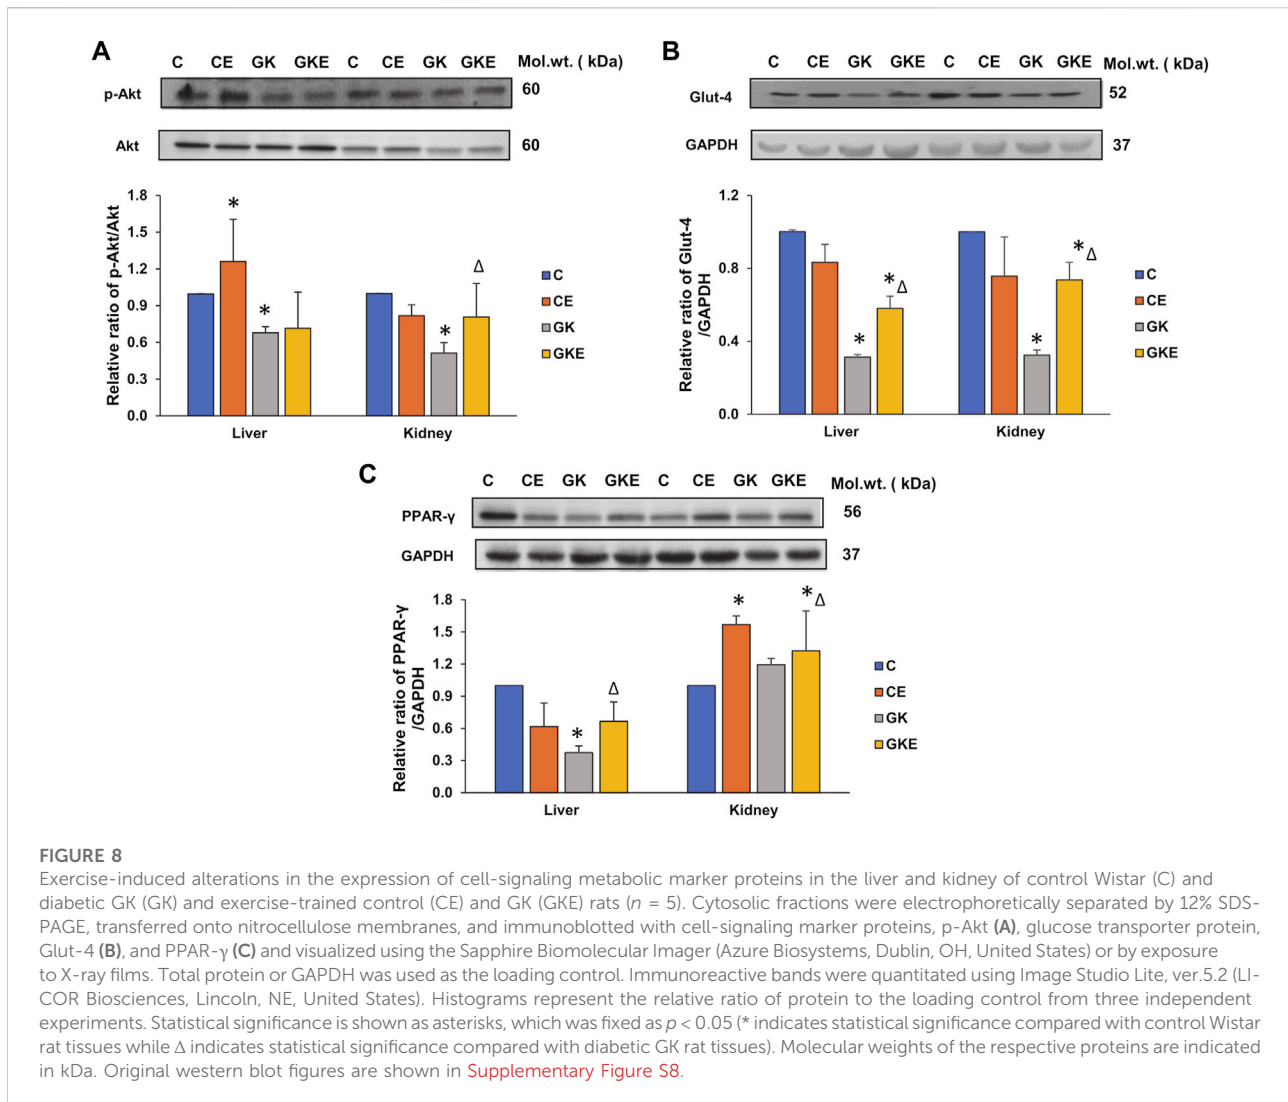 A
C CE GK GKE C CE GK GKE Mol.wt. ( kDa)
p-Akt 60
Akt 60
Relative ratio of p-Akt/Akt
1.8
1.5
1.2
0.9
0.6
0.3
0.0
*
*
*
Δ
Liver Kidney
C
CE
GK
GKE
B
C CE GK GKE C CE GK GKE Mol.wt. ( kDa)
Glut-4 52
GAPDH 37
Relative ratio of Glut-4
/GAPDH
1.2
0.8
0.4
0.0
*
*
Δ
*
*
Δ
Liver Kidney
C
CE
GK
GKE
C
C CE GK GKE C CE GK GKE Mol.wt. ( kDa)
PPAR-γ 56
GAPDH 37
Relative ratio of PPAR-γ
/GAPDH
1.8
1.5
1.2
0.9
0.6
0.3
0.0
*
Δ
*
*
Δ
Liver Kidney
C
CE
GK
GKE
FIGURE 8
Exercise-induced alterations in the expression of cell-signaling metabolic marker proteins in the liver and kidney of control Wistar (C) and
diabetic GK (GK) and exercise-trained control (CE) and GK (GKE) rats (n = 5). Cytosolic fractions were electrophoretically separated by 12% SDS-
PAGE, transferred onto nitrocellulose membranes, and immunoblotted with cell-signaling marker proteins, p-Akt (A), glucose transporter protein,
Glut-4 (B), and PPAR-γ (C) and visualized using the Sapphire Biomolecular Imager (Azure Biosystems, Dublin, OH, United States) or by exposure
to X-ray films. Total protein or GAPDH was used as the loading control. Immunoreactive bands were quantitated using Image Studio Lite, ver.5.2 (LI-
COR Biosciences, Lincoln, NE, United States). Histograms represent the relative ratio of protein to the loading control from three independent
experiments. Statistical significance is shown as asterisks, which was fixed as p < 0.05 (* indicates statistical significance compared with control Wistar
rat tissues while Δ indicates statistical significance compared with diabetic GK rat tissues). Molecular weights of the respective proteins are indicated
in kDa. Original western blot figures are shown in Supplementary Figure S8.